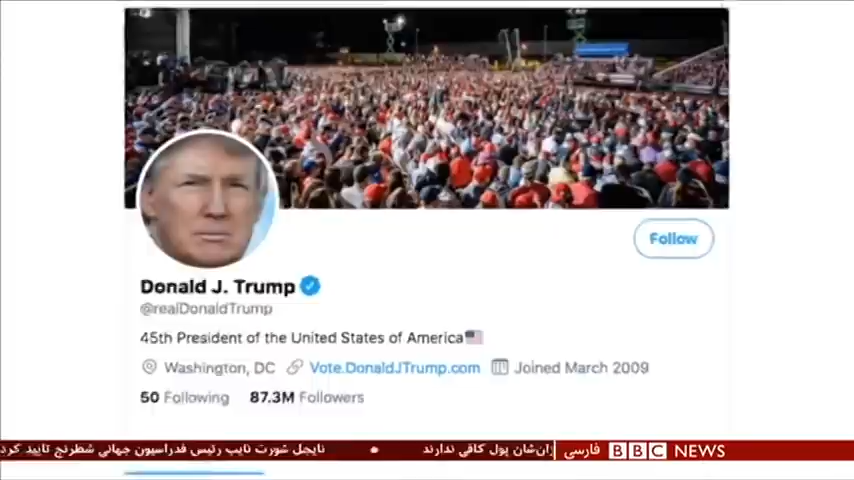 Follow
Donald J. Trump
@realDonaldTrump
45th President of the United States of America🇺🇸
Washington, DC Vote.DonaldJTrump.com Joined March 2009
50 Following 87.3M Followers
فارسی BBC NEWS
شان پول کافی ندارند • نایجل شورت نایب رئیس فدراسیون جهانی شطرنج تایید کرد